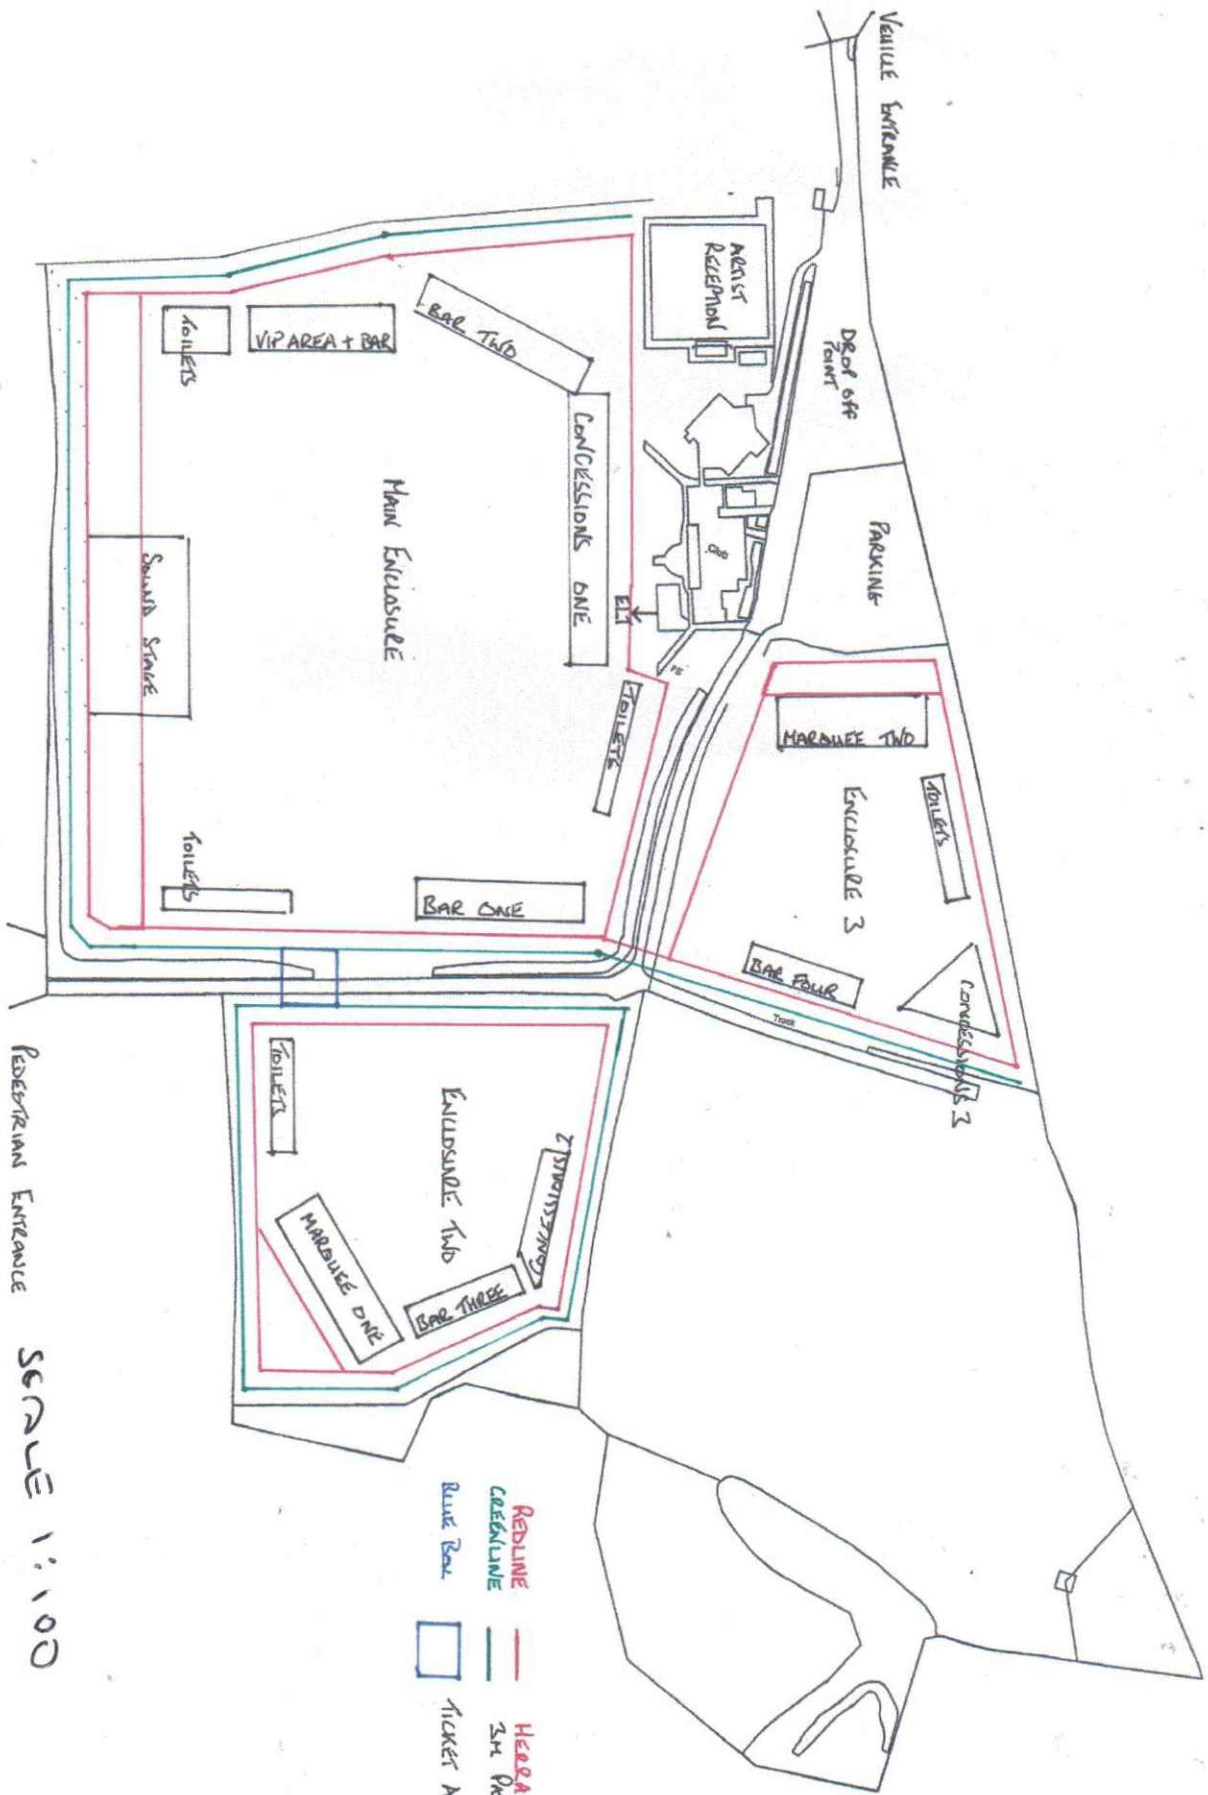 VEHICLE ENTRANCE
DROP OFF
POINT
PARKING
ARTIST
RECEPTION
Club
ELT
BAR TWO
VIP AREA + BAR
TOILETS
CONCESSIONS ONE
MAIN ENCLOSURE
SOUND STAGE
TOILETS
TOILETS
BAR ONE
MARQUEE TWO
TOILETS
ENCLOSURE 3
BAR FOUR
CONCESSIONS 3
Track
TOILETS
ENCLOSURE TWO
CONCESSIONS 2
BAR THREE
MARQUEE ONE
PEDESTRIAN ENTRANCE
SCALE 1:100
REDLINE HERRA
GREENLINE 3M
BLUE BOX TICKET